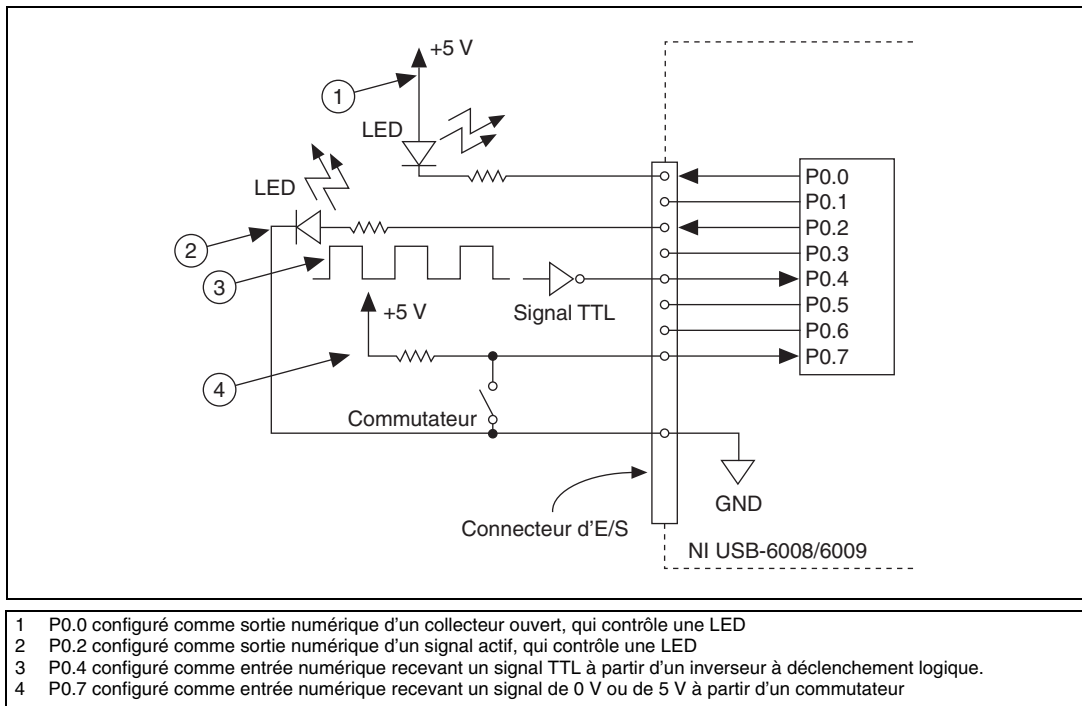 +5 V
1
LED
P0.0
LED
P0.1
P0.2
2
P0.3
3
P0.4
+5 V
Signal TTL
P0.5
P0.6
P0.7
4
Commutateur
GND
Connecteur d'E/S
NI USB-6008/6009
1 P0.0 configuré comme sortie numérique d'un collecteur ouvert, qui contrôle une LED
2 P0.2 configuré comme sortie numérique d'un signal actif, qui contrôle une LED
3 P0.4 configuré comme entrée numérique recevant un signal TTL à partir d'un inverseur à déclenchement logique.
4 P0.7 configuré comme entrée numérique recevant un signal de 0 V ou de 5 V à partir d'un commutateur